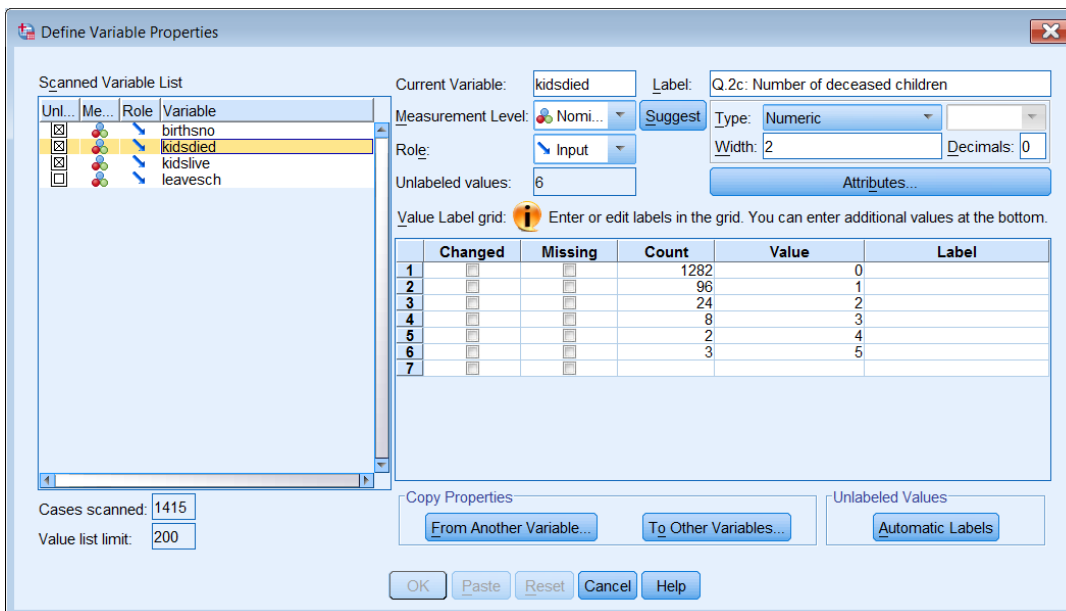 Define Variable Properties
Scanned Variable List
Unl... Me... Role Variable
birthsno
kidsdied
kidslive
leavesch
Cases scanned: 1415
Value list limit: 200
Current Variable: kidsdied Label: Q.2c: Number of deceased children
Measurement Level: Nomi... Suggest Type: Numeric
Role: Input Width: 2 Decimals: 0
Unlabeled values: 6 Attributes...
Value Label grid: Enter or edit labels in the grid. You can enter additional values at the bottom.
Changed Missing Count Value Label
1 1282 0
2 96 1
3 24 2
4 8 3
5 2 4
6 3 5
7
Copy Properties
From Another Variable... To Other Variables...
Unlabeled Values
Automatic Labels
OK Paste Reset Cancel Help